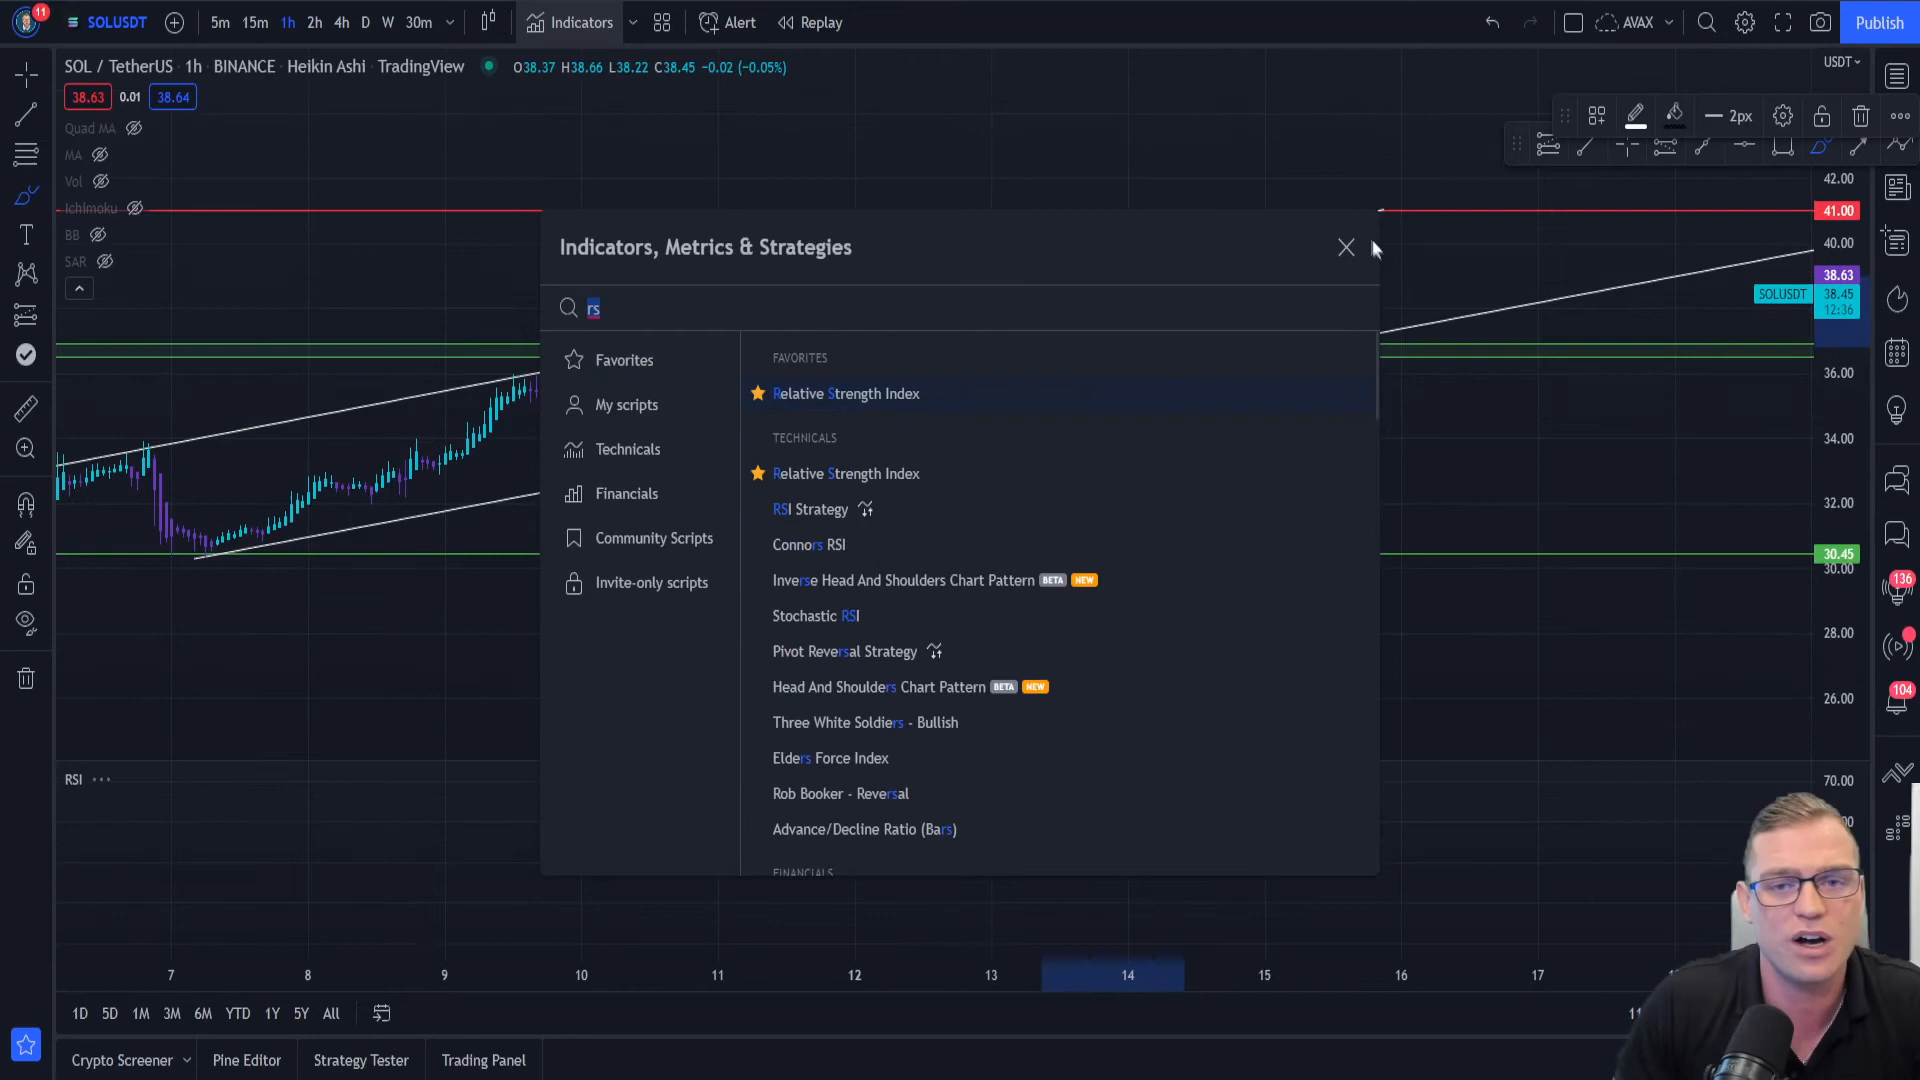 11
SOLUSDT
5m 15m 1h 2h 4h D W 30m
Indicators
Alert
Replay
AVAX
Publish
SOL / TetherUS · 1h · BINANCE · Heikin Ashi · TradingView
O38.37 H38.66 L38.22 C38.45 −0.02 (−0.05%)
USDT
38.63 0.01 38.64
2px
Quad MA
MA
Vol
Ichimoku
BB
SAR
42.00
41.00
40.00
38.63
SOLUSDT 38.45
12:36
36.00
34.00
32.00
30.45
30.00
28.00
26.00
70.00
136
104
Indicators, Metrics & Strategies
rs
Favorites
My scripts
Technicals
Financials
Community Scripts
Invite-only scripts
FAVORITES
Relative Strength Index
TECHNICALS
Relative Strength Index
RSI Strategy
Connors RSI
Inverse Head And Shoulders Chart Pattern BETA NEW
Stochastic RSI
Pivot Reversal Strategy
Head And Shoulders Chart Pattern BETA NEW
Three White Soldiers - Bullish
Elders Force Index
Rob Booker - Reversal
Advance/Decline Ratio (Bars)
FINANCIALS
RSI
7 8 9 10 11 12 13 14 15 16 17
1D 5D 1M 3M 6M YTD 1Y 5Y All
Crypto Screener Pine Editor Strategy Tester Trading Panel